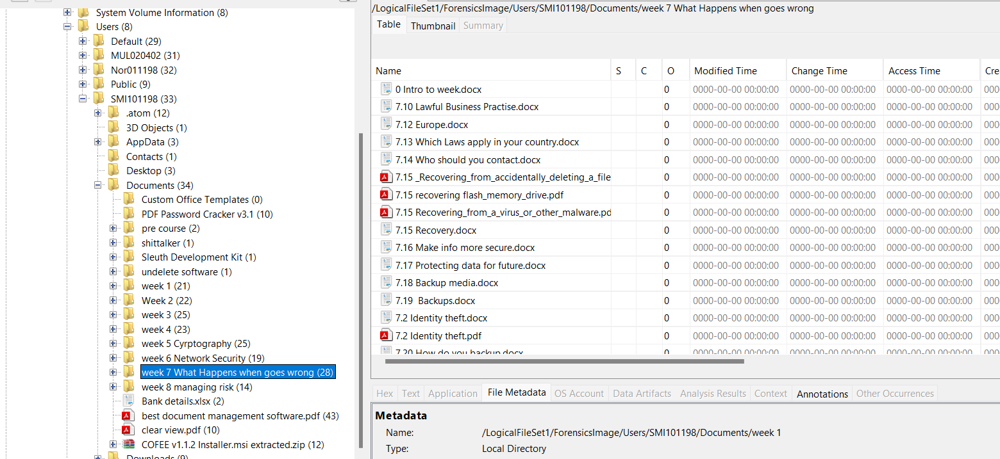 System Volume Information (8)
Users (8)
Default (29)
MUL020402 (31)
Nor011198 (32)
Public (9)
SMI101198 (33)
.atom (12)
3D Objects (1)
AppData (3)
Contacts (1)
Desktop (3)
Documents (34)
Custom Office Templates (0)
PDF Password Cracker v3.1 (10)
pre course (2)
shittalker (1)
Sleuth Development Kit (1)
undelete software (1)
week 1 (21)
Week 2 (22)
week 3 (25)
week 4 (23)
week 5 Cyrptography (25)
week 6 Network Security (19)
week 7 What Happens when goes wrong (28)
week 8 managing risk (14)
Bank details.xlsx (2)
best document management software.pdf (43)
clear view.pdf (10)
COFEE v1.1.2 Installer.msi extracted.zip (12)
Downloads (9)
/LogicalFileSet1/ForensicsImage/Users/SMI101198/Documents/week 7 What Happens when goes wrong
Table Thumbnail Summary
Name S C O Modified Time Change Time Access Time Cre
0 Intro to week.docx 0 0000-00-00 00:00:00 0000-00-00 00:00:00 0000-00-00 00:00:00 000
7.10 Lawful Business Practise.docx 0 0000-00-00 00:00:00 0000-00-00 00:00:00 0000-00-00 00:00:00 000
7.12 Europe.docx 0 0000-00-00 00:00:00 0000-00-00 00:00:00 0000-00-00 00:00:00 000
7.13 Which Laws apply in your country.docx 0 0000-00-00 00:00:00 0000-00-00 00:00:00 0000-00-00 00:00:00 000
7.14 Who should you contact.docx 0 0000-00-00 00:00:00 0000-00-00 00:00:00 0000-00-00 00:00:00 000
7.15 _Recovering_from_accidentally_deleting_a_file 0 0000-00-00 00:00:00 0000-00-00 00:00:00 0000-00-00 00:00:00 000
7.15 recovering flash_memory_drive.pdf 0 0000-00-00 00:00:00 0000-00-00 00:00:00 0000-00-00 00:00:00 000
7.15 Recovering_from_a_virus_or_other_malware.pd 0 0000-00-00 00:00:00 0000-00-00 00:00:00 0000-00-00 00:00:00 000
7.15 Recovery.docx 0 0000-00-00 00:00:00 0000-00-00 00:00:00 0000-00-00 00:00:00 000
7.16 Make info more secure.docx 0 0000-00-00 00:00:00 0000-00-00 00:00:00 0000-00-00 00:00:00 000
7.17 Protecting data for future.docx 0 0000-00-00 00:00:00 0000-00-00 00:00:00 0000-00-00 00:00:00 000
7.18 Backup media.docx 0 0000-00-00 00:00:00 0000-00-00 00:00:00 0000-00-00 00:00:00 000
7.19 Backups.docx 0 0000-00-00 00:00:00 0000-00-00 00:00:00 0000-00-00 00:00:00 000
7.2 Identity theft.docx 0 0000-00-00 00:00:00 0000-00-00 00:00:00 0000-00-00 00:00:00 000
7.2 Identity theft.pdf 0 0000-00-00 00:00:00 0000-00-00 00:00:00 0000-00-00 00:00:00 000
7.20 How do you backup.docx 0 0000-00-00 00:00:00 0000-00-00 00:00:00 0000-00-00 00:00:00 000
Hex Text Application File Metadata OS Account Data Artifacts Analysis Results Context Annotations Other Occurrences
Metadata
Name: /LogicalFileSet1/ForensicsImage/Users/SMI101198/Documents/week 1
Type: Local Directory